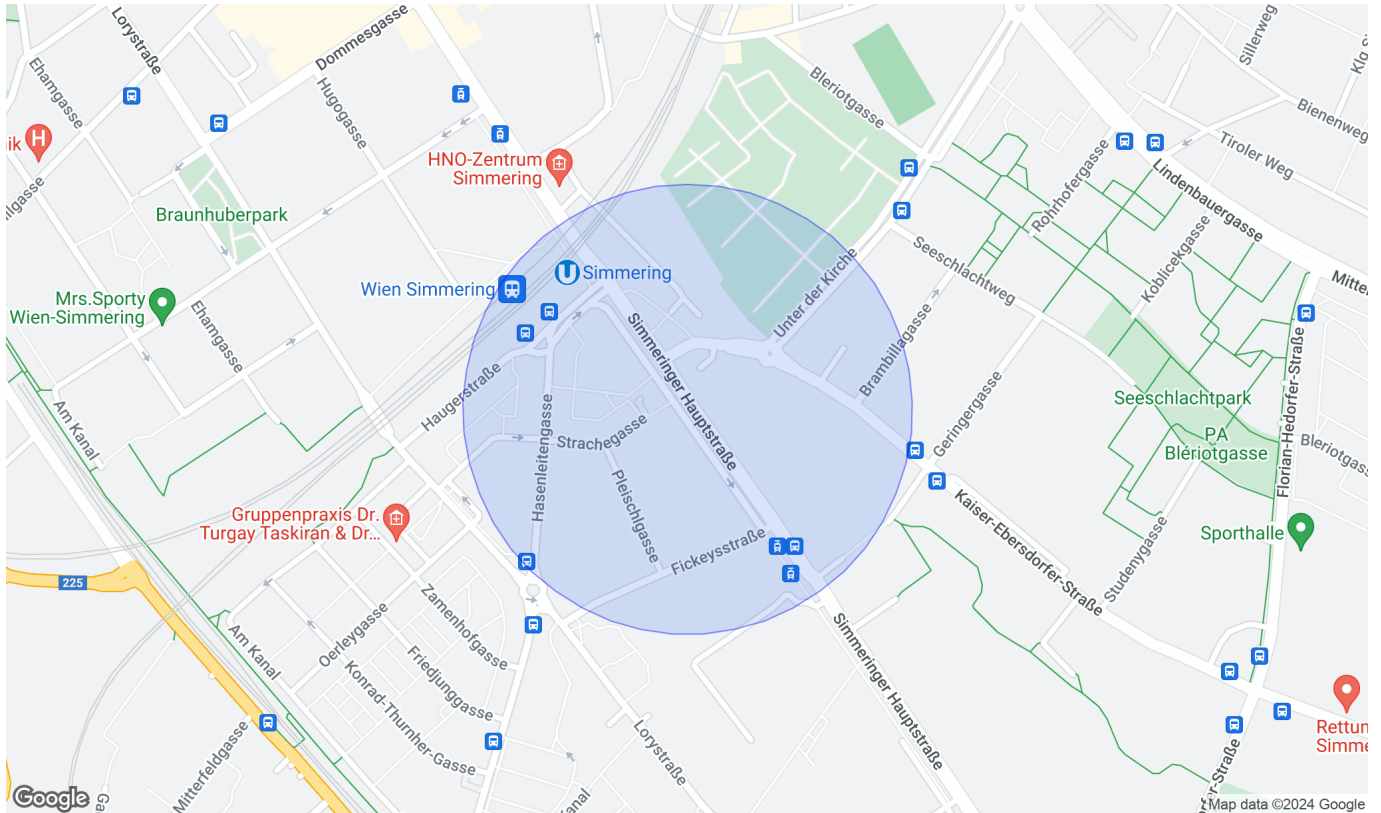 Lorystraße
Dommesgasse
Ehamgasse
Hugogasse
Bleriotgasse
Sillerweg
Bienenweg
Tiroler Weg
ik
H
HNO-Zentrum
Simmering
Rohrhofergasse
Lindenbauergasse
Braunhuberpark
Seeschlachtweg
Koblicekgasse
Unter der Kirche
Wien Simmering
U
Simmering
Mrs.Sporty
Wien-Simmering
Ehamgasse
Simmeringer Hauptstraße
Brambillagasse
Florian-Hedorfer-Straße
Haugerstraße
Geringergasse
Seeschlachtpark
Am Kanal
Hasenleitengasse
Strachegasse
PA
Blériotgasse
Bleriotgasse
Pleischlgasse
Kaiser-Ebersdorfer-Straße
Gruppenpraxis Dr.
Turgay Taskiran & Dr...
Sporthalle
Studenygasse
Fickeysstraße
225
Zamenhofgasse
Oerleygasse
Am Kanal
Friedjunggasse
Konrad-Thurnher-Gasse
Simmeringer Hauptstraße
Mitterfeldgasse
Lorystraße
Rettun
Simme
Google
Map data ©2024 Google